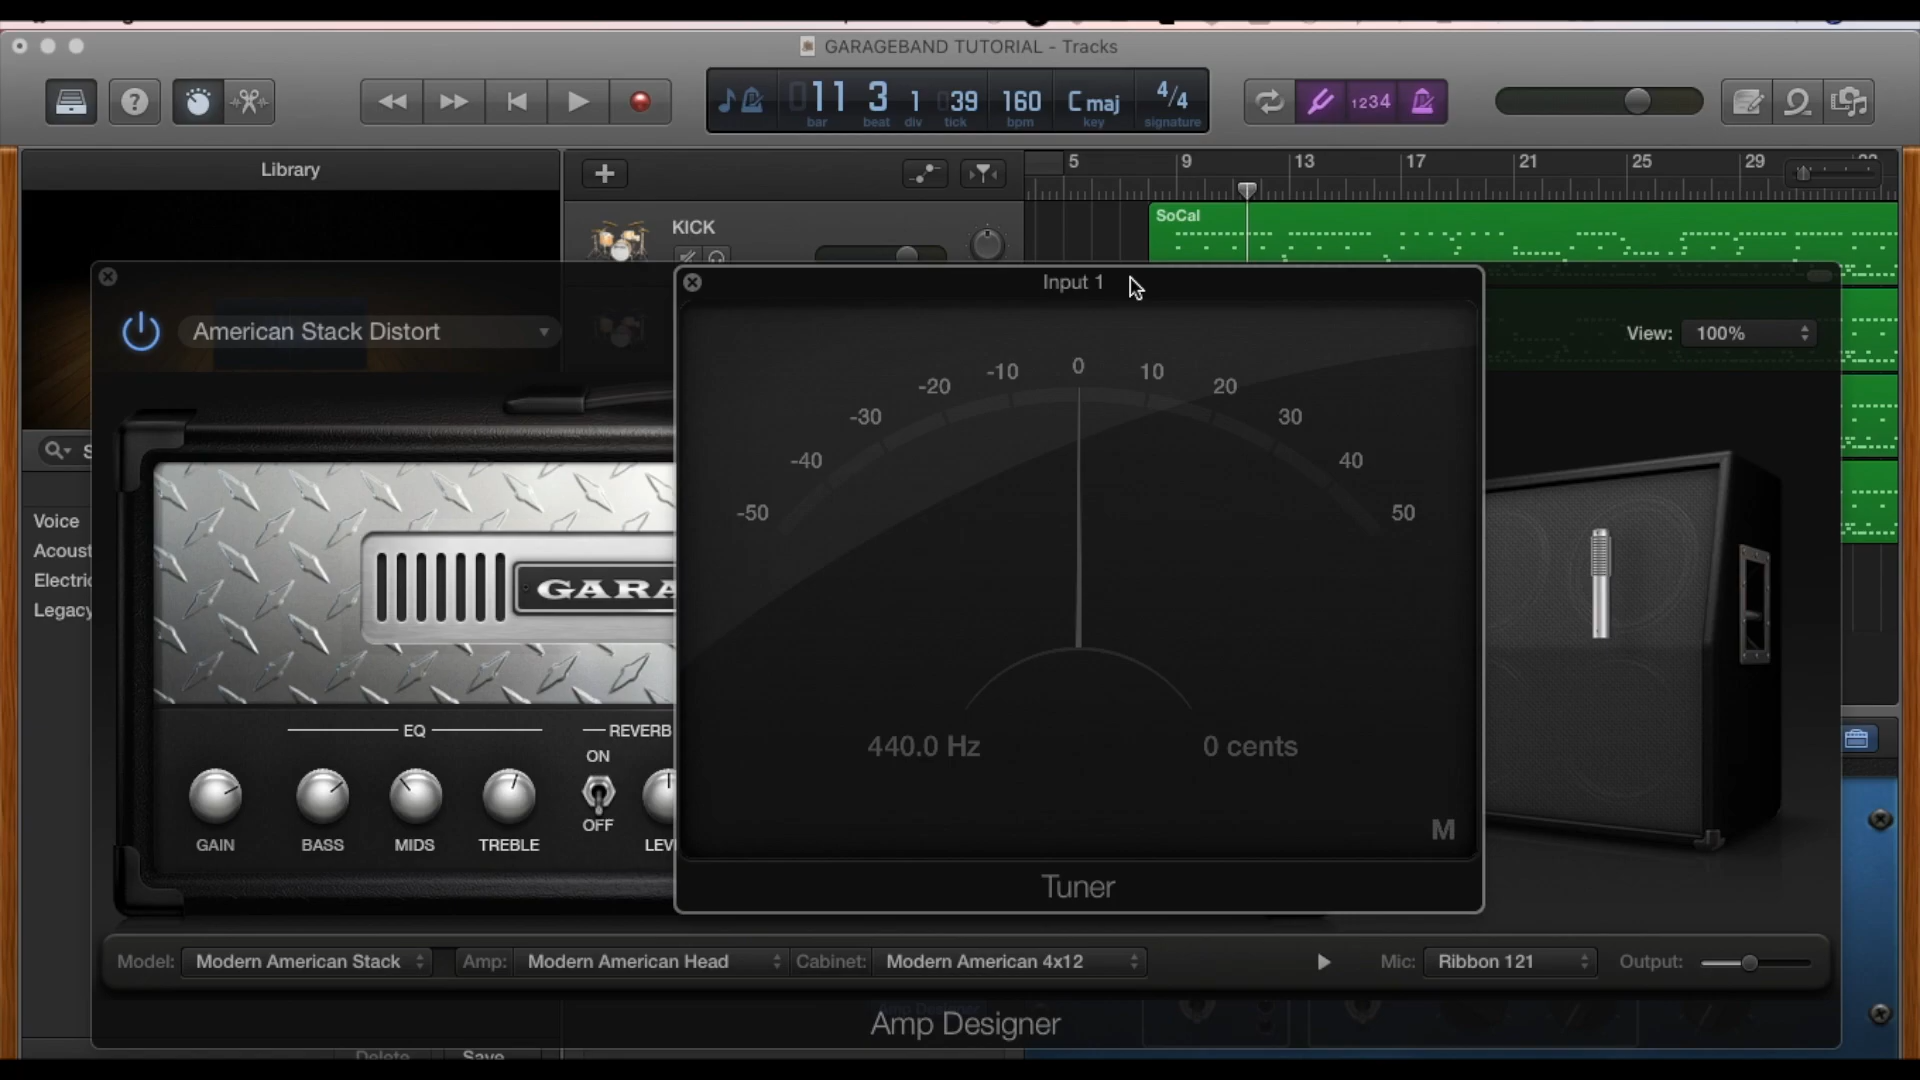 GARAGEBAND TUTORIAL - Tracks
11 3 1 39 160 C maj 4/4
bar beat div tick bpm key signature
1234
Library
5 9 13 17 21 25 29
KICK
SoCal
Input 1
American Stack Distort
View: 100%
-50 -40 -30 -20 -10 0 10 20 30 40 50
Voice
Acoust
Electric
Legacy
GARA
EQ
REVERB
ON
OFF
GAIN BASS MIDS TREBLE LEV
440.0 Hz 0 cents
M
Tuner
Model: Modern American Stack Amp: Modern American Head Cabinet: Modern American 4x12 Mic: Ribbon 121 Output:
Amp Designer
Delete Save